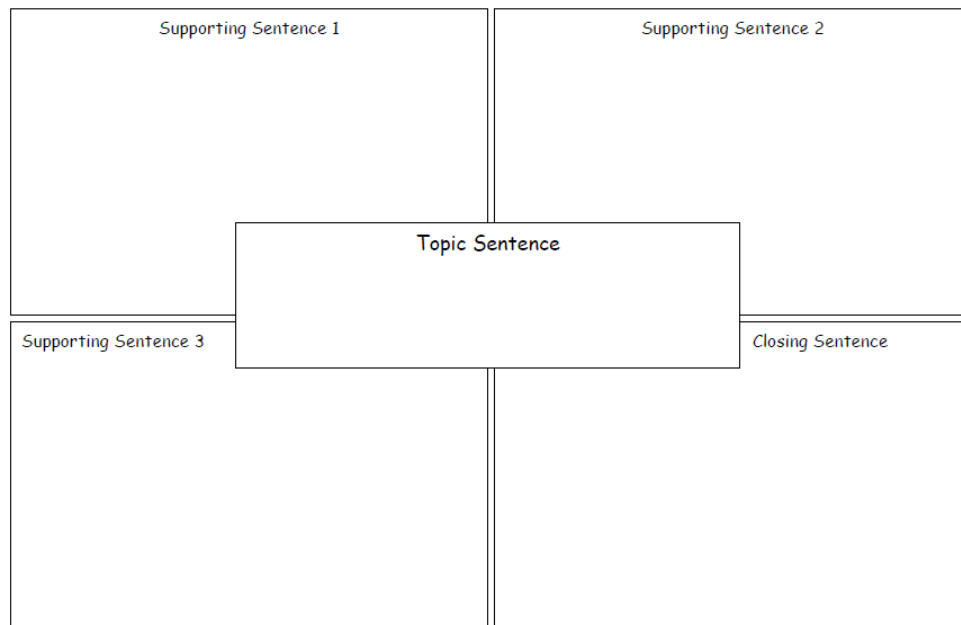 Supporting Sentence 1
Supporting Sentence 2
Topic Sentence
Supporting Sentence 3
Closing Sentence